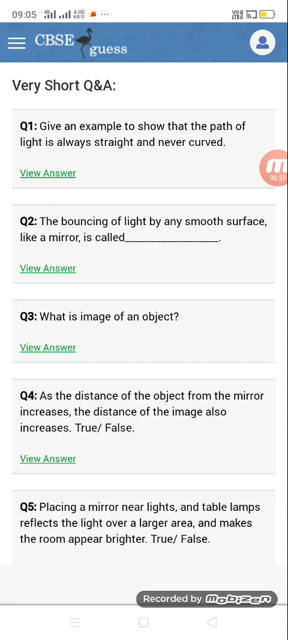 09:05
CBSE guess
Very Short Q&A:
Q1: Give an example to show that the path of
light is always straight and never curved.
View Answer
00:53
Q2: The bouncing of light by any smooth surface,
like a mirror, is called__________________.
View Answer
Q3: What is image of an object?
View Answer
Q4: As the distance of the object from the mirror
increases, the distance of the image also
increases. True/ False.
View Answer
Q5: Placing a mirror near lights, and table lamps
reflects the light over a larger area, and makes
the room appear brighter. True/ False.
Recorded by mobizen